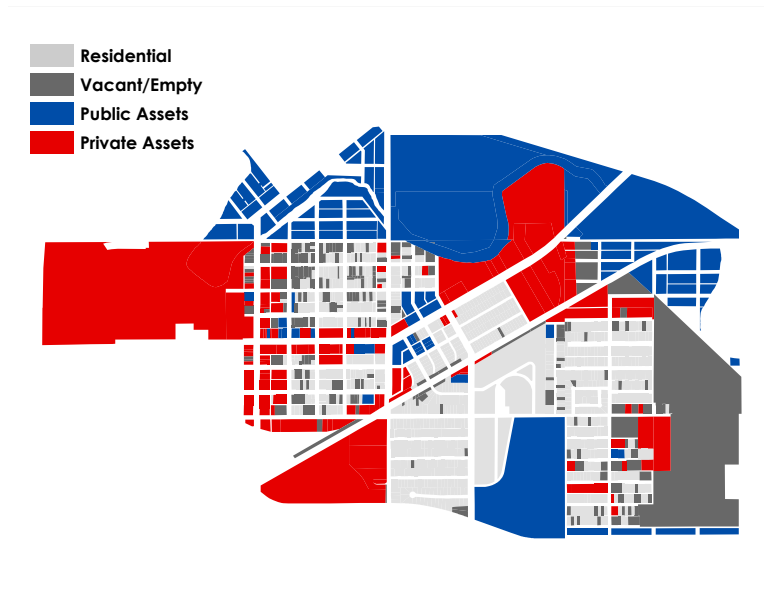 Residential
Vacant/Empty
Public Assets
Private Assets